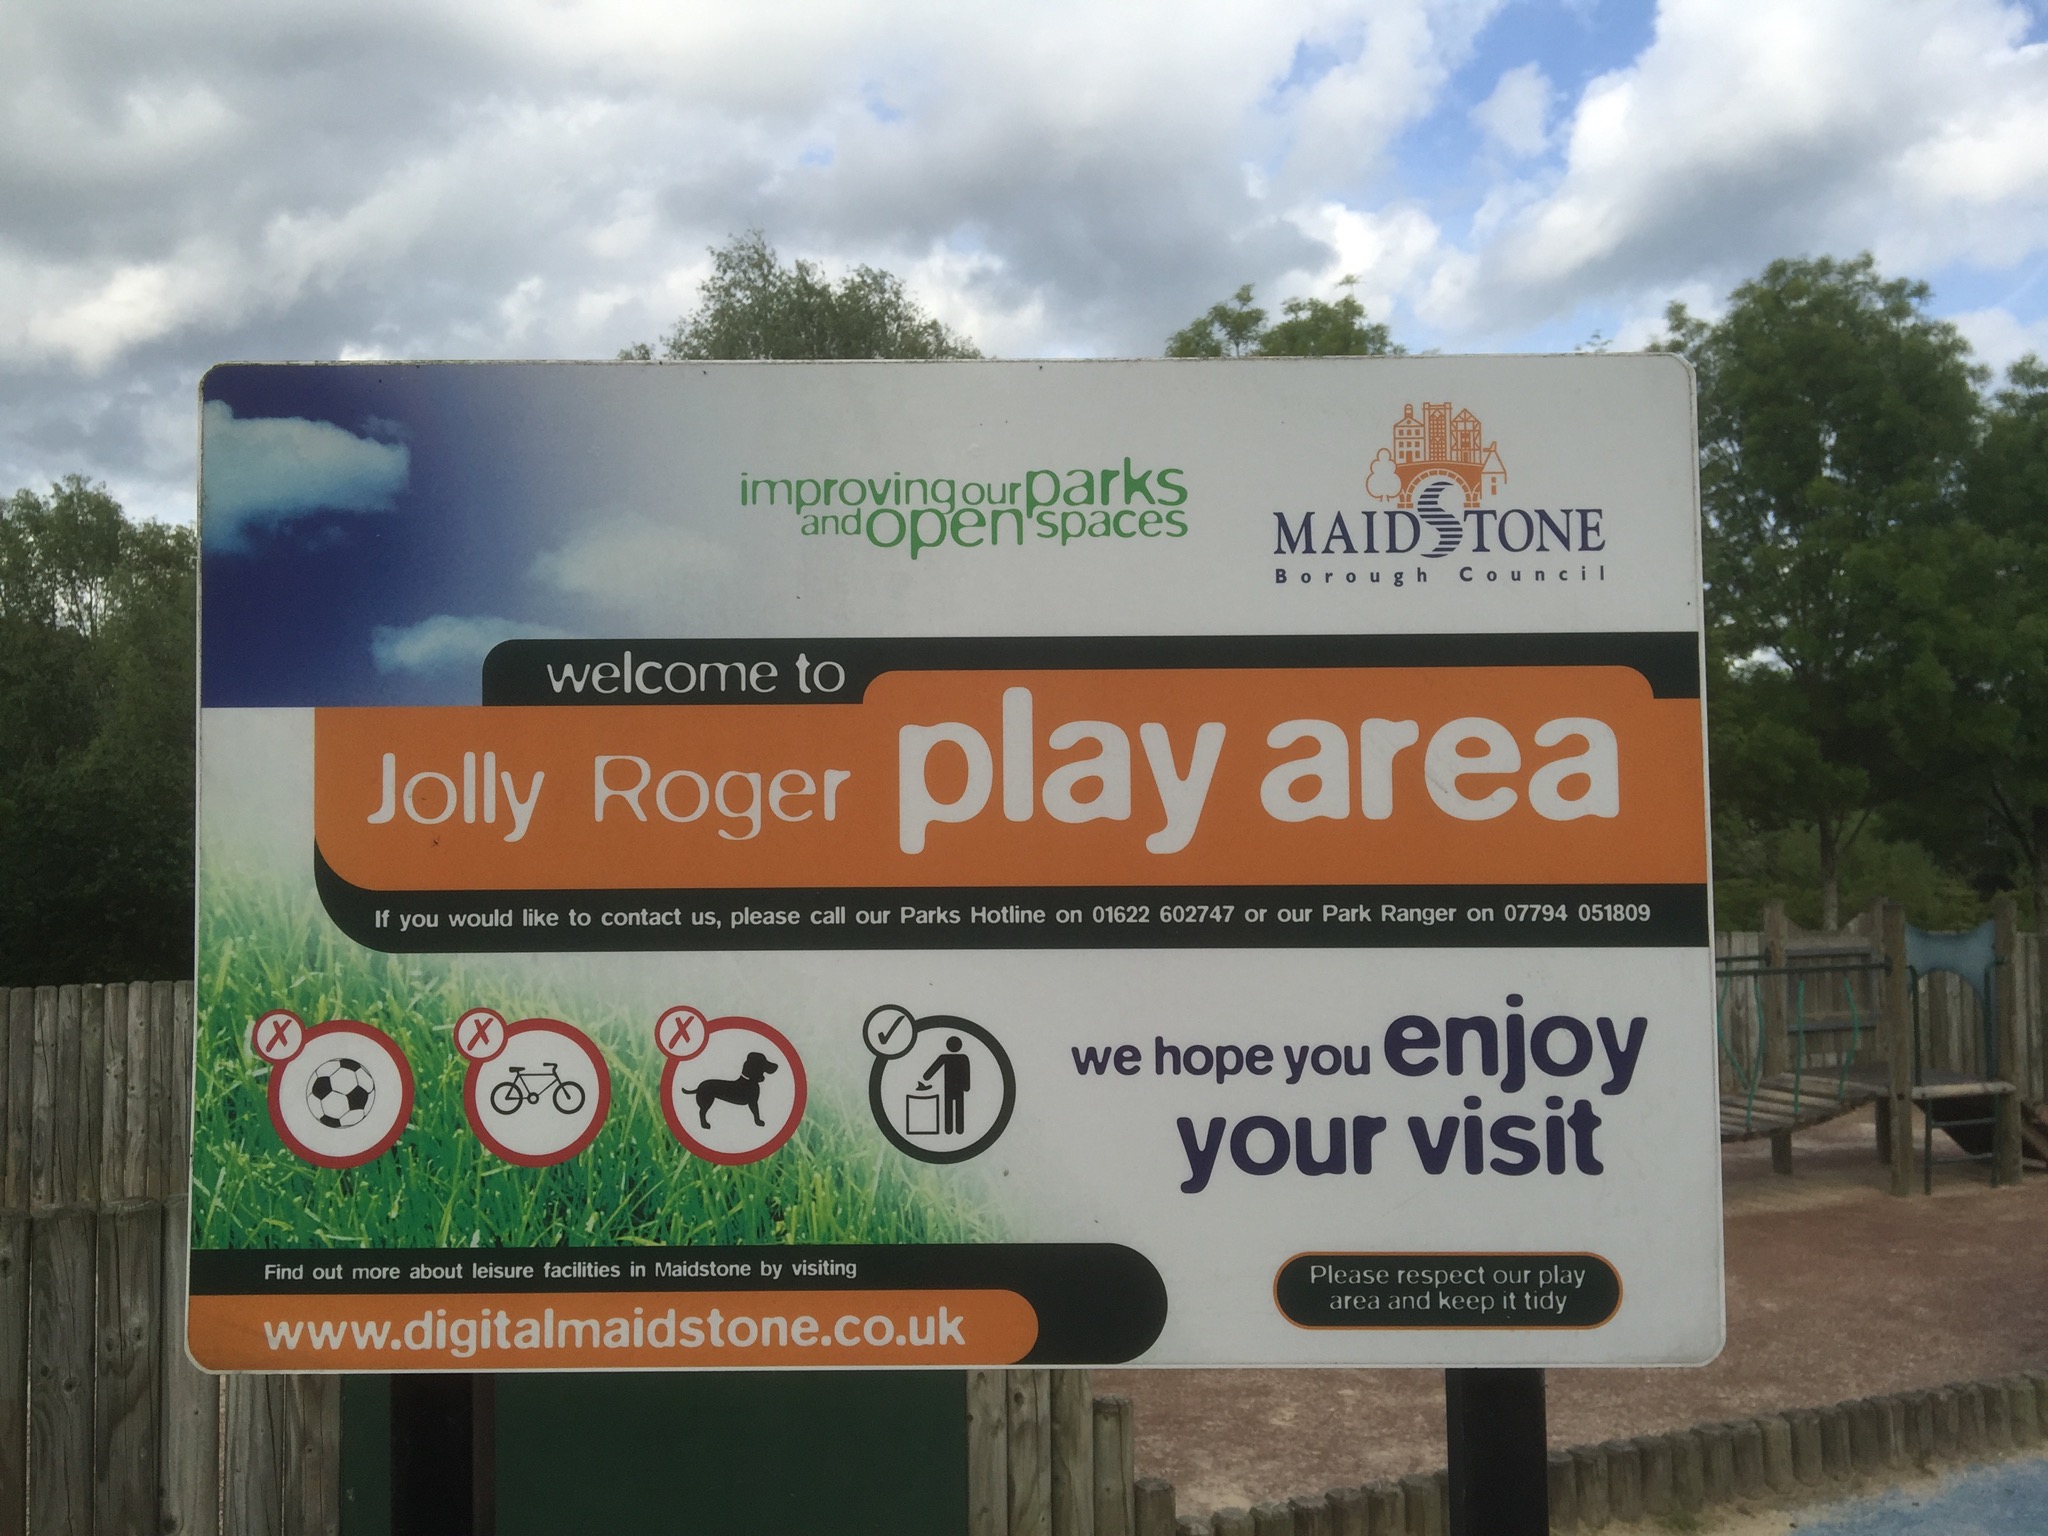 improving our parks
and open spaces
MAIDSTONE
Borough Council
welcome to
Jolly Roger play area
If you would like to contact us, please call our Parks Hotline on 01622 602747 or our Park Ranger on 07794 051809
we hope you enjoy
your visit
Find out more about leisure facilities in Maidstone by visiting
www.digitalmaidstone.co.uk
Please respect our play
area and keep it tidy